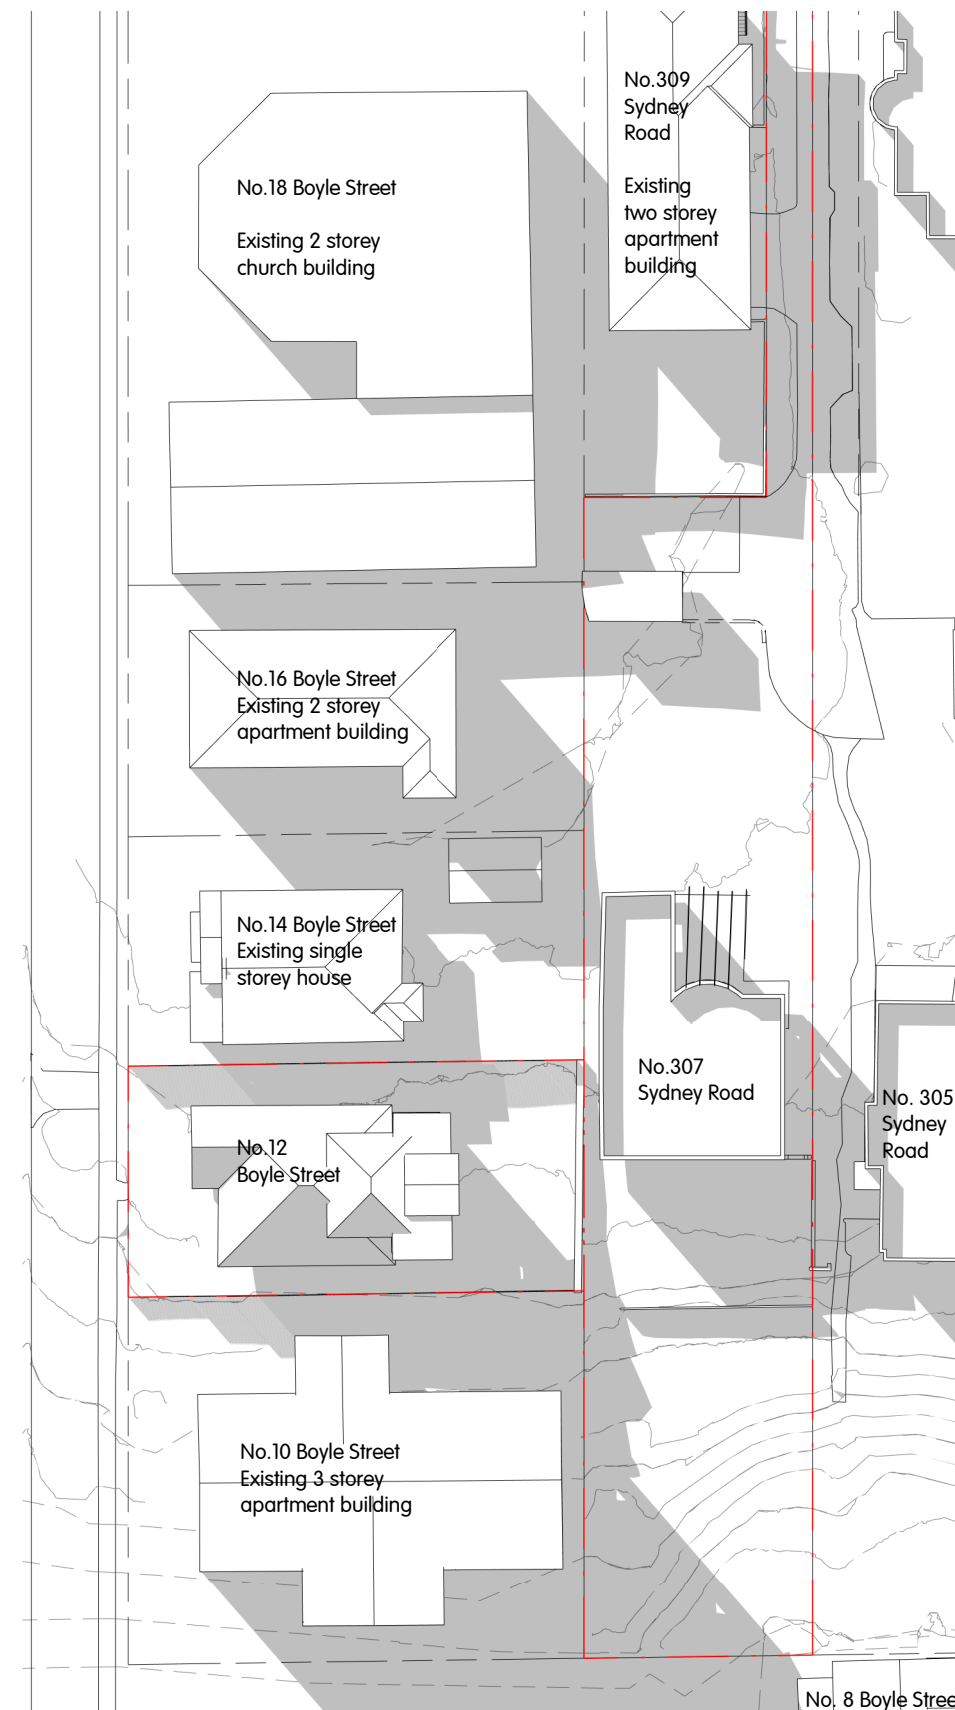 No.309
Sydney
Road
Existing
two storey
apartment
building
No.18 Boyle Street
Existing 2 storey
church building
No.16 Boyle Street
Existing 2 storey
apartment building
No.14 Boyle Street
Existing single
storey house
No.307
Sydney Road
No. 305
Sydney
Road
No.12
Boyle Street
No.10 Boyle Street
Existing 3 storey
apartment building
No. 8 Boyle Stree